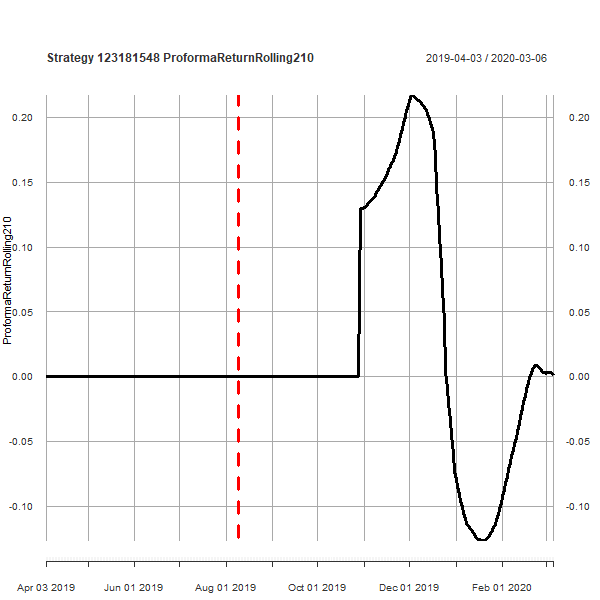 Strategy 123181548 ProformaReturnRolling210
2019-04-03 / 2020-03-06
ProformaReturnRolling210
0.20
0.15
0.10
0.05
0.00
-0.05
-0.10
0.20
0.15
0.10
0.05
0.00
-0.05
-0.10
Apr 03 2019
Jun 01 2019
Aug 01 2019
Oct 01 2019
Dec 01 2019
Feb 01 2020